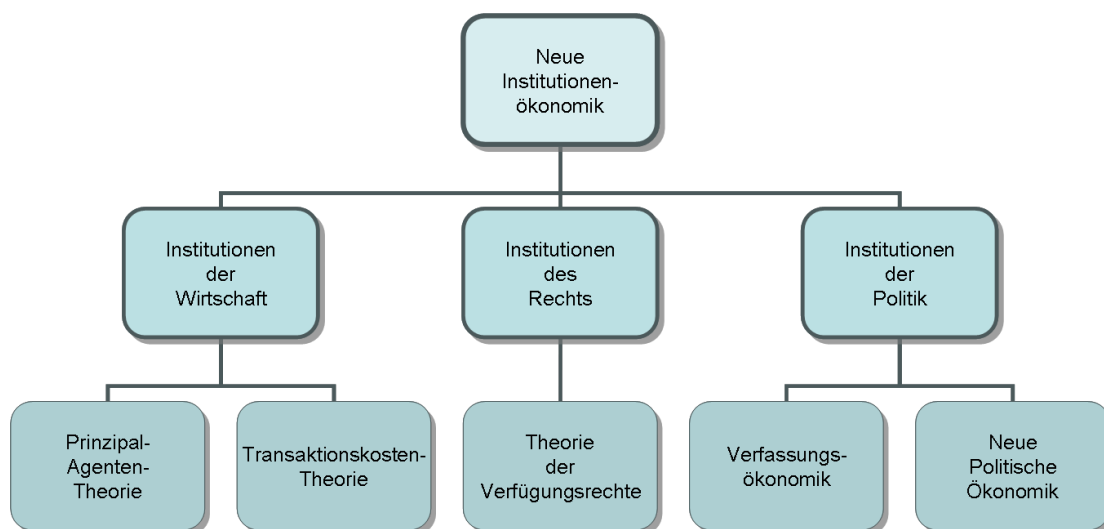 Neue
Institutionen-
ökonomik
Institutionen
der
Wirtschaft
Institutionen
des
Rechts
Institutionen
der
Politik
Prinzipal-
Agenten-
Theorie
Transaktionskosten-
Theorie
Theorie
der
Verfügungsrechte
Verfassungs-
ökonomik
Neue
Politische
Ökonomik